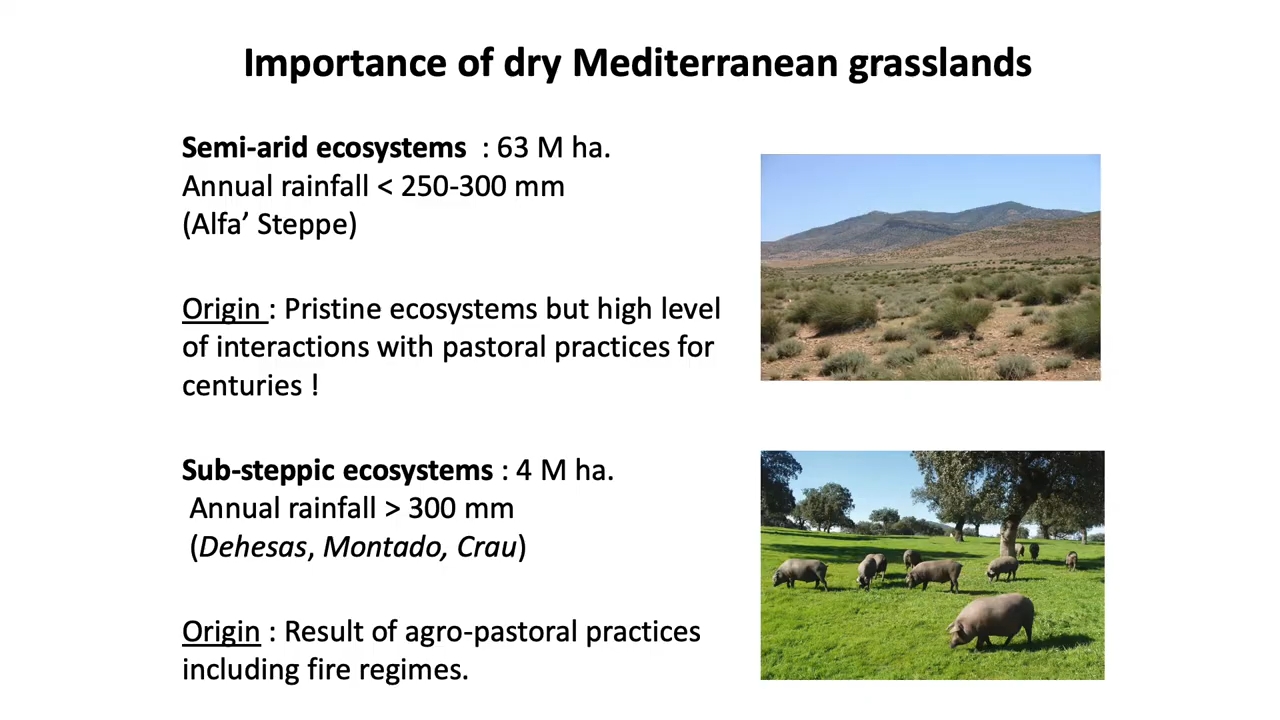 Importance of dry Mediterranean grasslands
Semi-arid ecosystems  : 63 M ha.
Annual rainfall < 250-300 mm
(Alfa’ Steppe)
Origin : Pristine ecosystems but high level
of interactions with pastoral practices for
centuries !
Sub-steppic ecosystems : 4 M ha.
Annual rainfall > 300 mm
(Dehesas, Montado, Crau)
Origin : Result of agro-pastoral practices
including fire regimes.